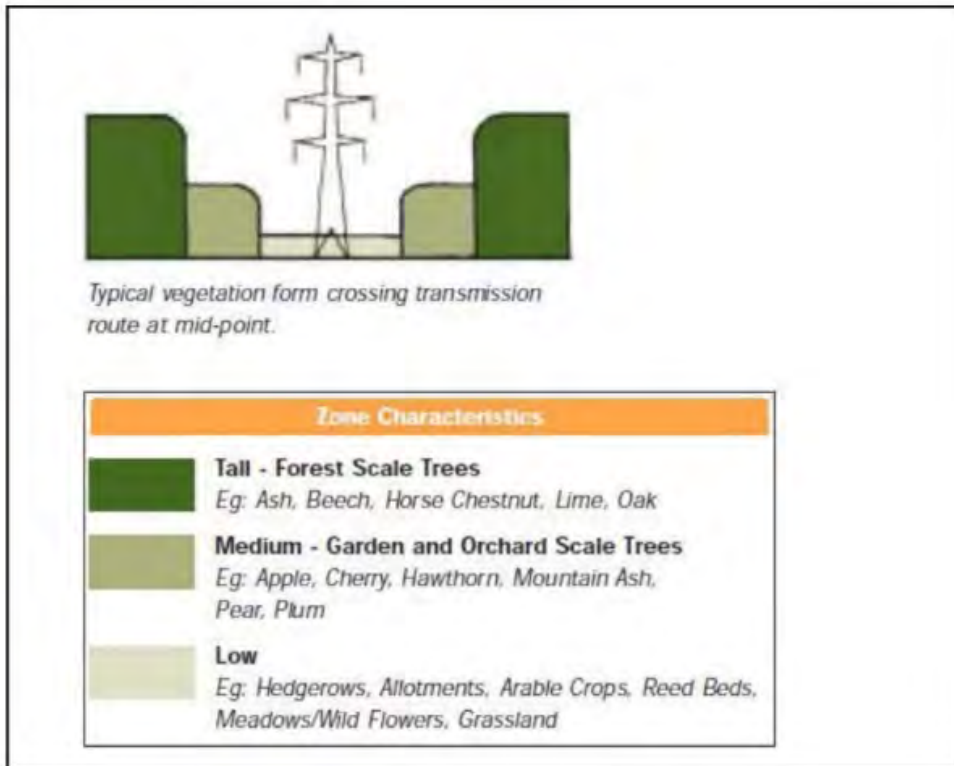 Typical vegetation form crossing transmission
route at mid-point.
Zone Characteristics
Tall - Forest Scale Trees
Eg: Ash, Beech, Horse Chestnut, Lime, Oak
Medium - Garden and Orchard Scale Trees
Eg: Apple, Cherry, Hawthorn, Mountain Ash,
Pear, Plum
Low
Eg: Hedgerows, Allotments, Arable Crops, Reed Beds,
Meadows/Wild Flowers, Grassland